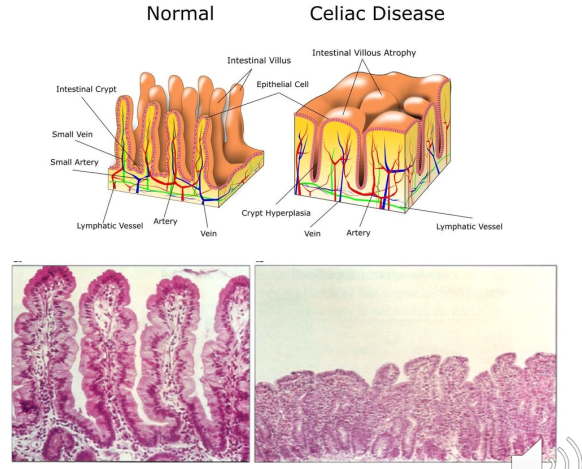 Normal
Celiac Disease
Intestinal Villus
Intestinal Villous Atrophy
Intestinal Crypt
Epithelial Cell
Small Vein
Small Artery
Lymphatic Vessel
Artery
Vein
Crypt Hyperplasia
Vein
Artery
Lymphatic Vessel